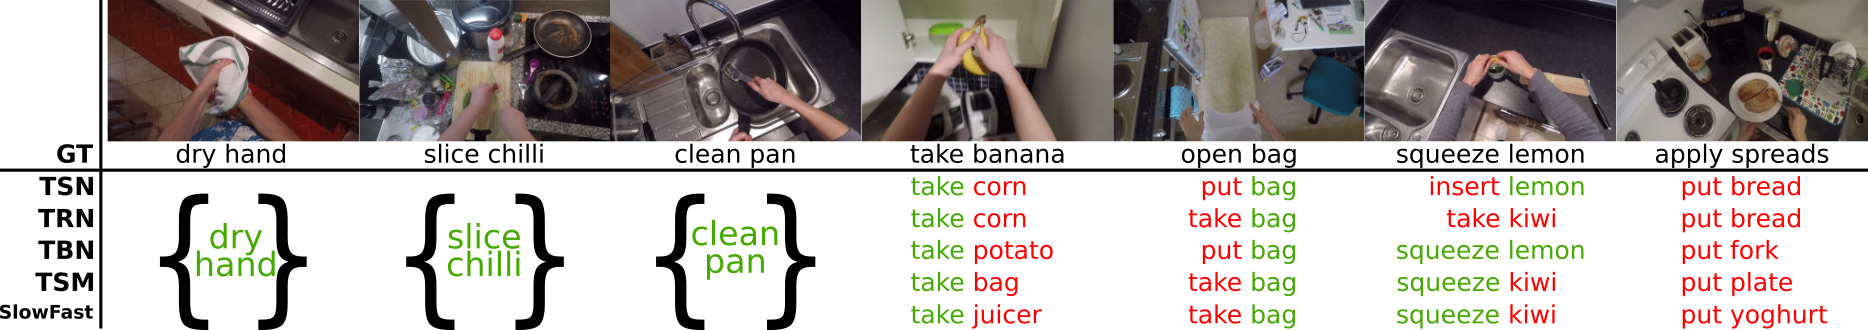 GT dry hand slice chilli clean pan take banana open bag squeeze lemon apply spreads
TSN take corn put bag insert lemon put bread
TRN take corn take bag take kiwi put bread
{dry hand} {slice chilli} {clean pan}
TBN take potato put bag squeeze lemon put fork
TSM take bag take bag squeeze kiwi put plate
SlowFast take juicer take bag squeeze kiwi put yoghurt